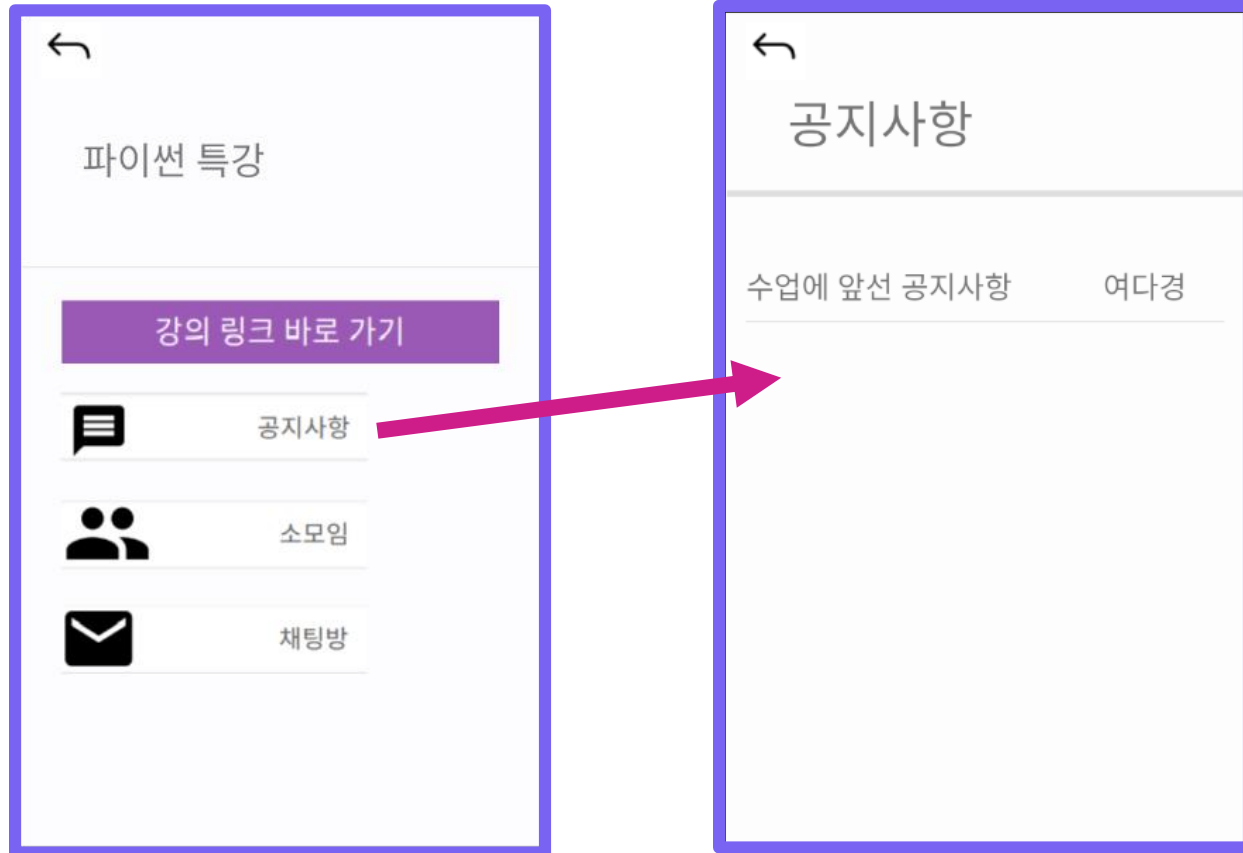 파이썬 특강
강의 링크 바로 가기
공지사항
소모임
채팅방
공지사항
수업에 앞선 공지사항 여다경